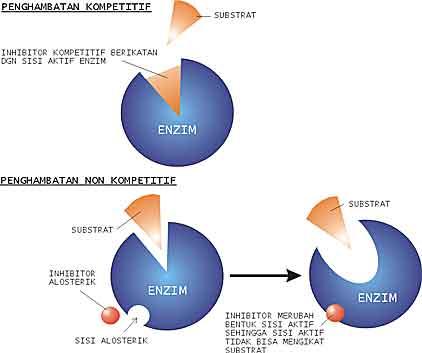 PENGHAMBATAN KOMPETITIF
SUBSTRAT
INHIBITOR KOMPETITIF BERIKATAN
DGN SISI AKTIF ENZIM
ENZIM
PENGHAMBATAN NON KOMPETITIF
SUBSTRAT
INHIBITOR
ALOSTERIK
ENZIM
SISI ALOSTERIK
SUBSTRAT
ENZIM
INHIBITOR MERUBAH
BENTUK SISI AKTIF
SEHINGGA SISI AKTIF
TIDAK BISA MENGIKAT
SUBSTRAT